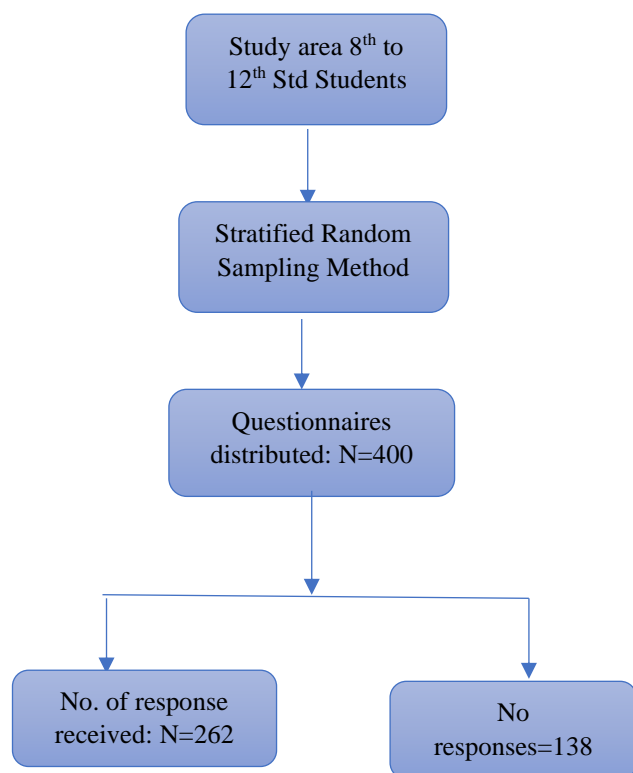 Study area 8th to
12th Std Students
Stratified Random
Sampling Method
Questionnaires
distributed: N=400
No. of response
received: N=262
No
responses=138